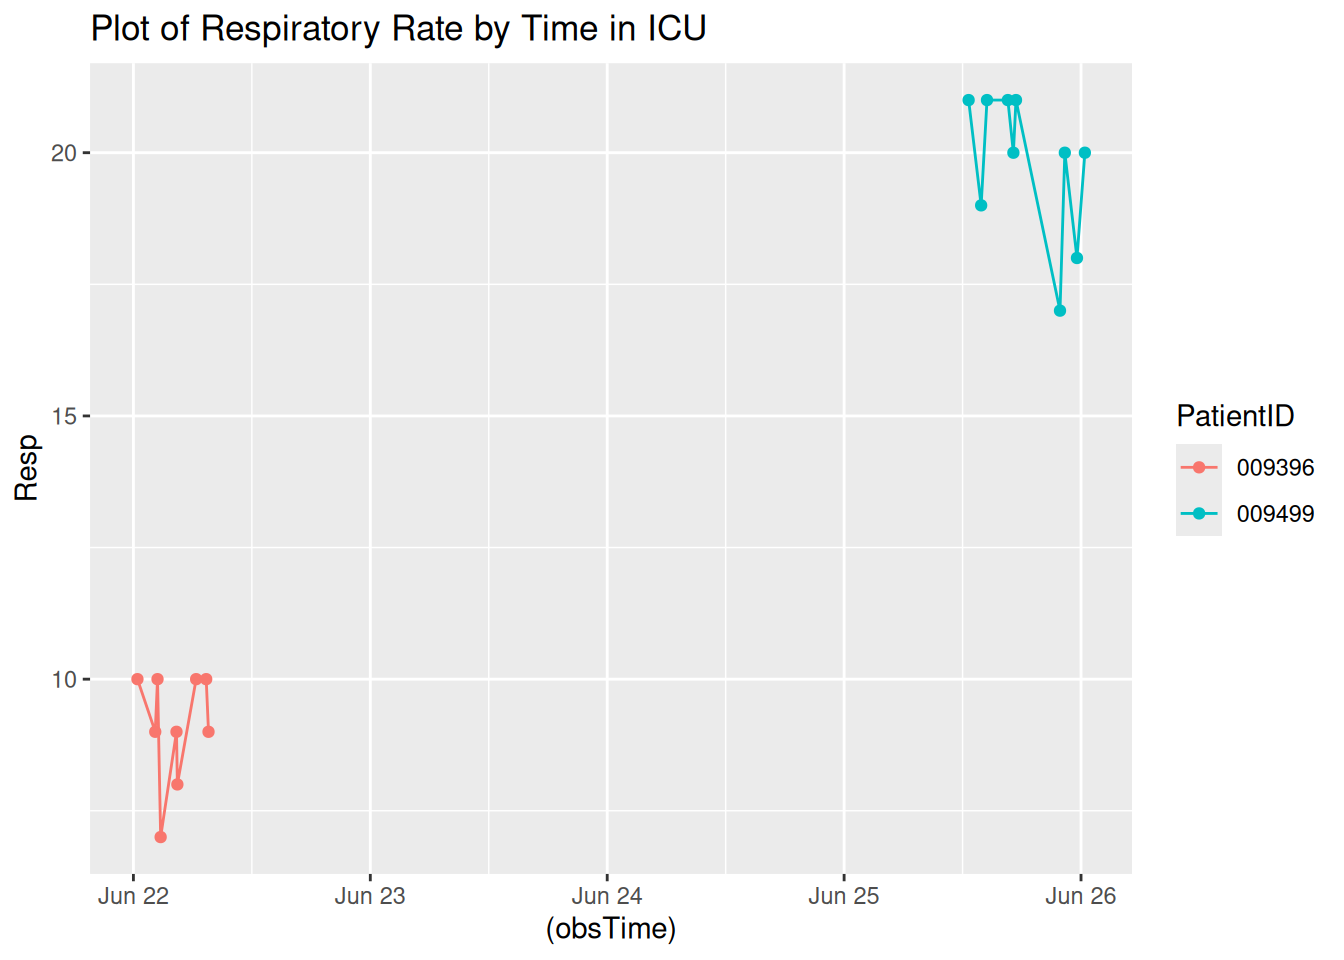 Plot of Respiratory Rate by Time in ICU
20
15
10
Resp
Jun 22
Jun 23
Jun 24
Jun 25
Jun 26
(obsTime)
PatientID
009396
009499